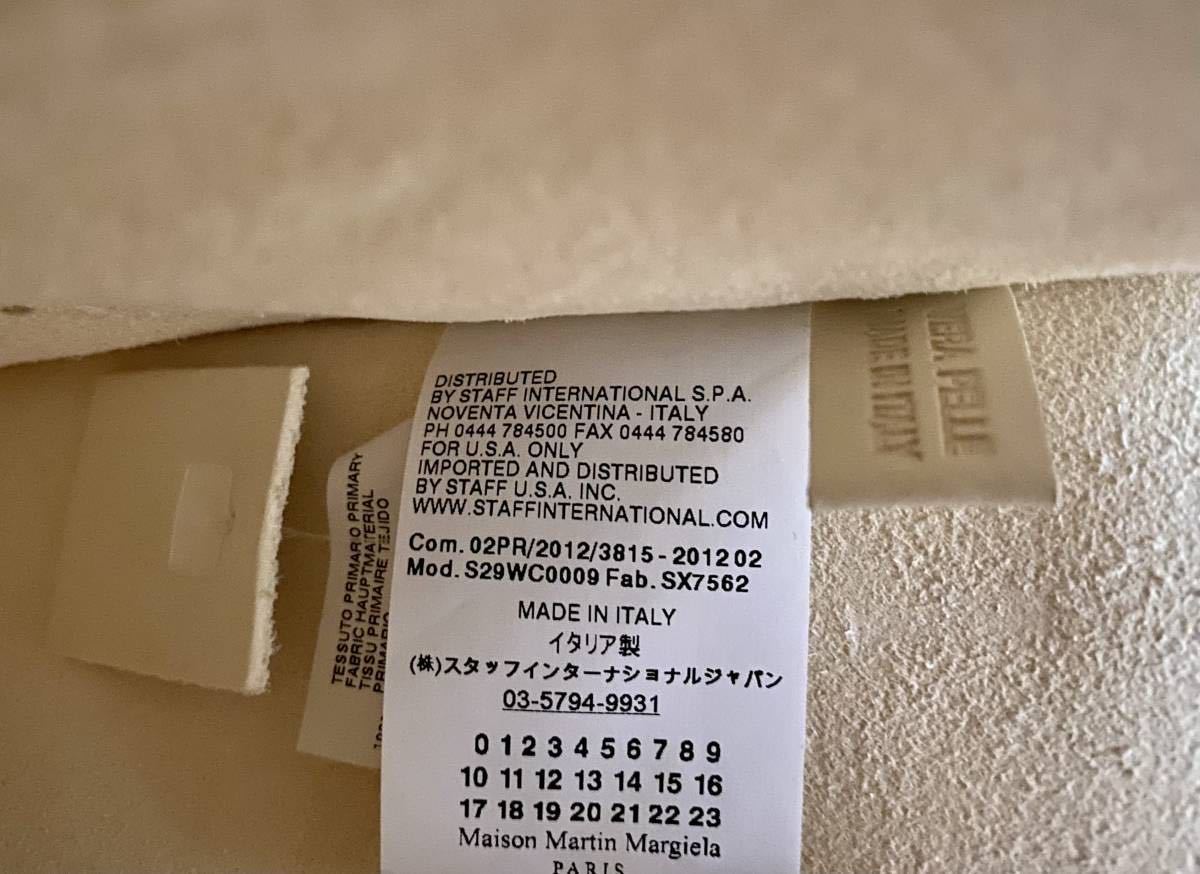 DISTRIBUTED
BY STAFF INTERNATIONAL S.P.A.
NOVENTA VICENTINA - ITALY
PH 0444 784500 FAX 0444 784580
FOR U.S.A. ONLY
IMPORTED AND DISTRIBUTED
BY STAFF U.S.A. INC.
WWW.STAFFINTERNATIONAL.COM
Com. 02PR/2012/3815 - 2012 02
Mod. S29WC0009 Fab. SX7562
MADE IN ITALY
イタリア製
(株)スタッフインターナショナルジャパン
03-5794-9931
0 1 2 3 4 5 6 7 8 9
10 11 12 13 14 15 16
17 18 19 20 21 22 23
Maison Martin Margiela
PARIS
TESSUTO PRIMARIO PRIMARY
FABRIC HAUPTMATERIAL
TISSU PRIMAIRE TEJIDO
PRIMARIO
PELLE